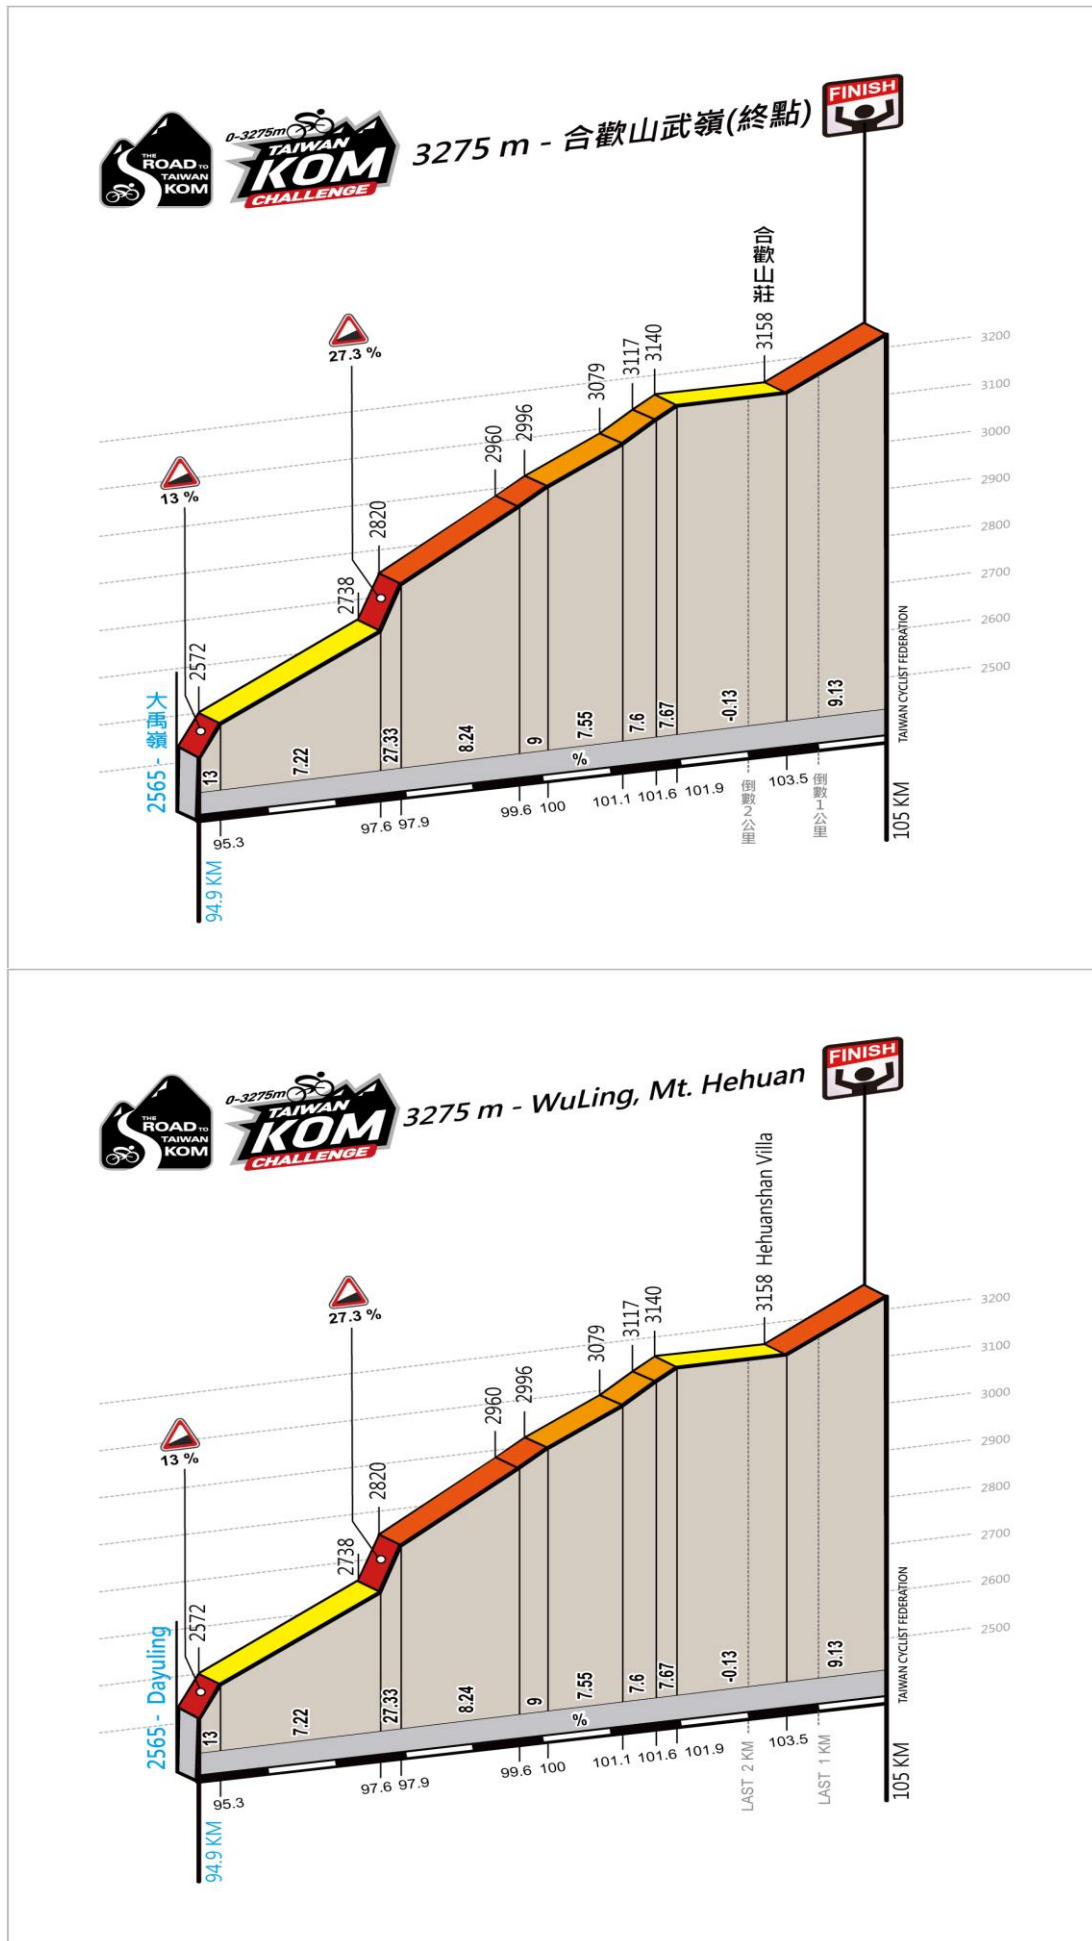 THE
ROAD TO
TAIWAN
KOM
0-3275m
TAIWAN
KOM
CHALLENGE
3275 m - 合歡山武嶺(終點)
FINISH
合歡山莊
3158
27.3 %
3140
3117
3079
2996
2960
13 %
2820
2738
2572
3200
3100
3000
2900
2800
2700
2600
2500
2565 - 大禹嶺
13
7.22
27.33
8.24
9
7.55
7.6
7.67
-0.13
9.13
%
TAIWAN CYCLIST FEDERATION
94.9 KM
95.3
97.6
97.9
99.6
100
101.1
101.6
101.9
倒數2公里
103.5
倒數1公里
105 KM
THE
ROAD TO
TAIWAN
KOM
0-3275m
TAIWAN
KOM
CHALLENGE
3275 m - WuLing, Mt. Hehuan
FINISH
3158 Hehuanshan Villa
27.3 %
3140
3117
3079
2996
2960
13 %
2820
2738
2572
3200
3100
3000
2900
2800
2700
2600
2500
2565 - Dayuling
13
7.22
27.33
8.24
9
7.55
7.6
7.67
-0.13
9.13
%
TAIWAN CYCLIST FEDERATION
94.9 KM
95.3
97.6
97.9
99.6
100
101.1
101.6
101.9
LAST 2 KM
103.5
LAST 1 KM
105 KM